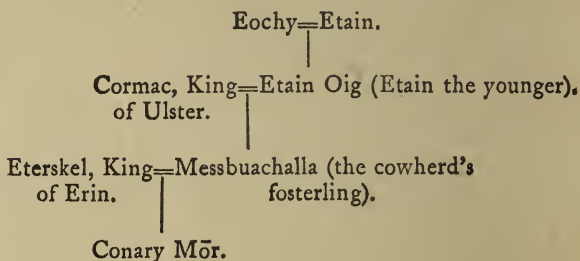 Eochy=Etain.
Cormac, King=Etain Oig (Etain the younger).
of Ulster.
Eterskel, King=Messbuachalla (the cowherd's
of Erin. fosterling).
Conary Mōr.